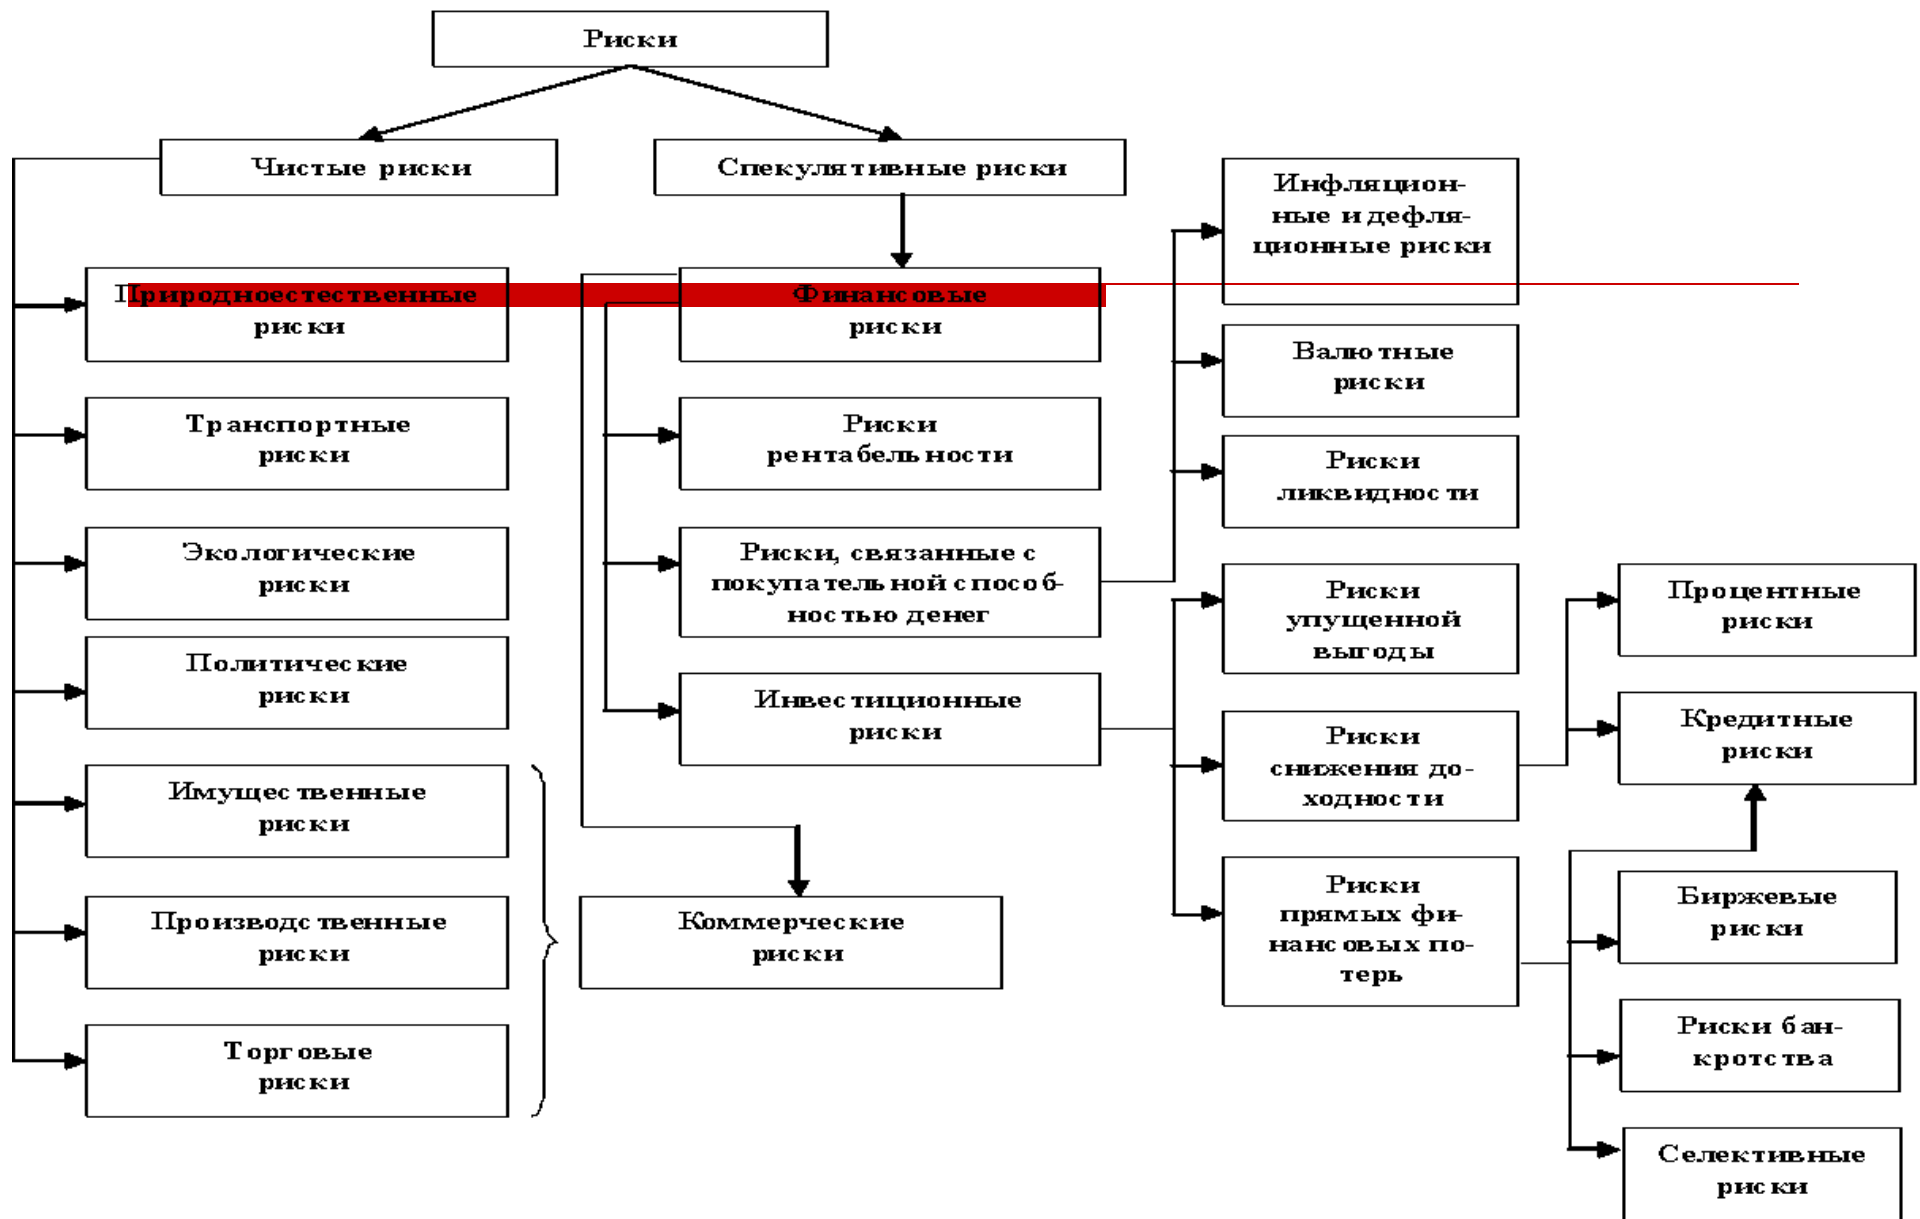 Риски
Чистые риски
Спекулятивные риски
Природноестественные
риски
Транспортные
риски
Экологические
риски
Политические
риски
Имущественные
риски
Производственные
риски
Торговые
риски
Финансовые
риски
Риски
рентабельности
Риски, связанные с
покупательной способ-
ностью денег
Инвестиционные
риски
Коммерческие
риски
Инфляцион-
ные и дефля-
ционные риски
Валютные
риски
Риски
ликвидности
Риски
упущенной
выгоды
Риски
снижения до-
ходности
Риски
прямых фи-
нансовых по-
терь
Процентные
риски
Кредитные
риски
Биржевые
риски
Риски бан-
кротства
Селективные
риски